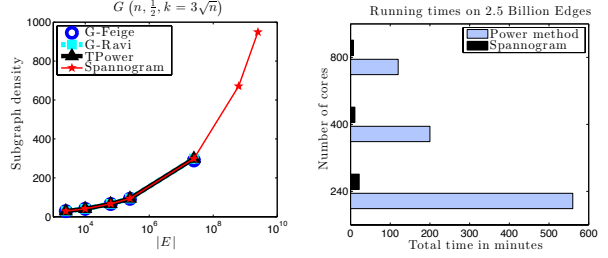 G (n, 1/2, k = 3√n)
G-Feige
G-Ravi
TPower
Spannogram
Subgraph density
1000
800
600
400
200
0
10^4
10^6
10^8
10^10
|E|
Running times on 2.5 Billion Edges
Power method
Spannogram
Number of cores
800
400
240
0
100
200
300
400
500
600
Total time in minutes